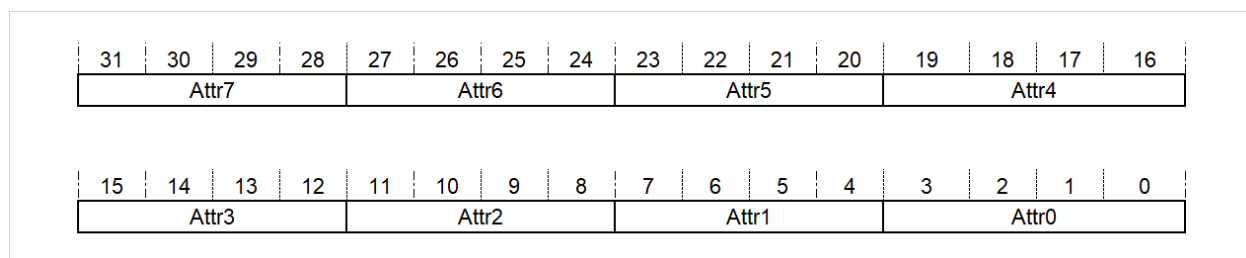 31 30 29 28 27 26 25 24 23 22 21 20 19 18 17 16
Attr7 Attr6 Attr5 Attr4
15 14 13 12 11 10 9 8 7 6 5 4 3 2 1 0
Attr3 Attr2 Attr1 Attr0